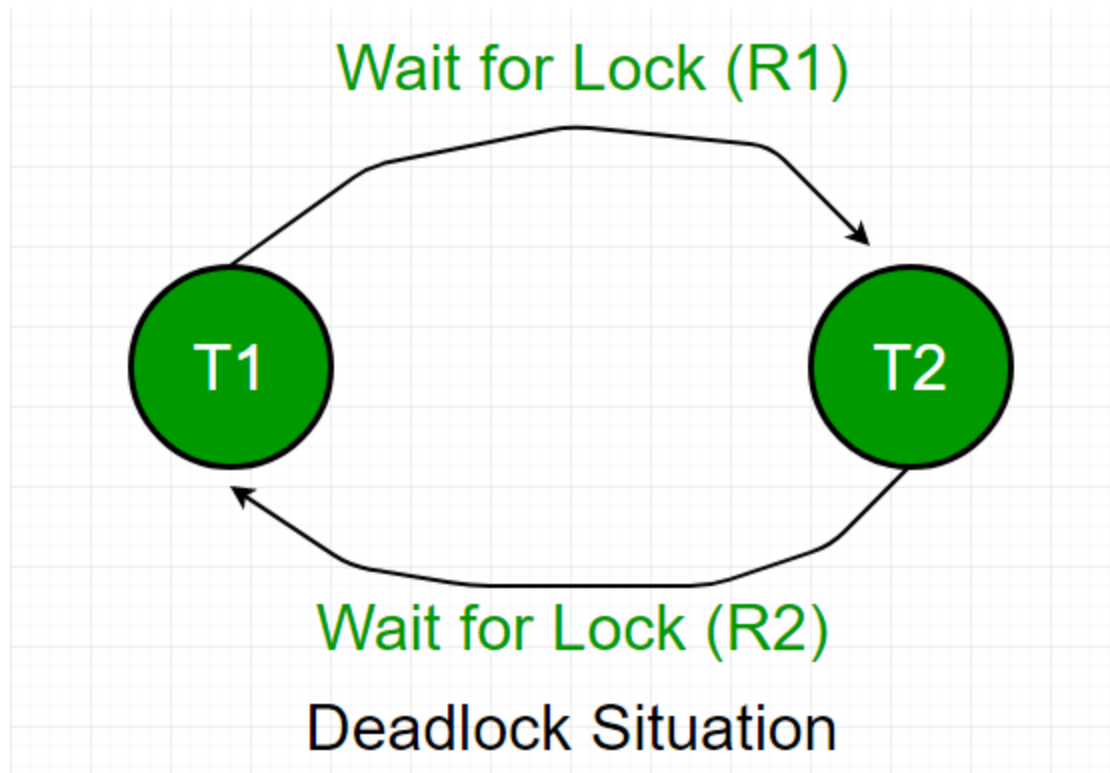 Wait for Lock (R1)
T1
T2
Wait for Lock (R2)
Deadlock Situation